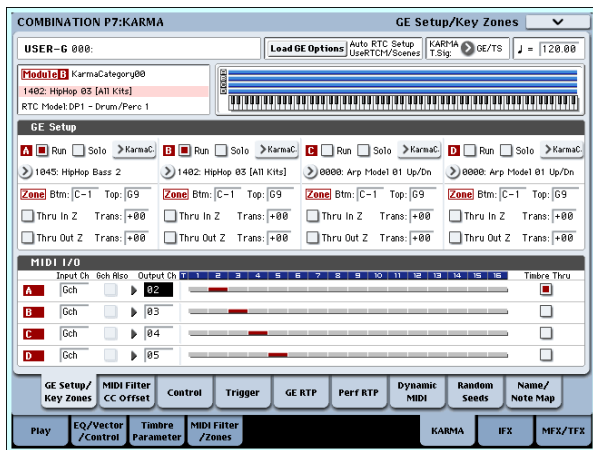 COMBINATION P7:KARMA GE Setup/Key Zones
USER-G 000: Load GE Options Auto RTC Setup UseRTCM/Scenes KARMA T.Sig: GE/TS ♩= 120.00
Module B KarmaCategory00
1402: HipHop 03 [All Kits]
RTC Model:DP1 - Drum/Perc 1
A
B
C
D
GE Setup
A Run Solo KarmaC. B Run Solo KarmaC. C Run Solo KarmaC. D Run Solo KarmaC.
1045: HipHop Bass 2 1402: HipHop 03 [All Kits] 0000: Arp Model 01 Up/Dn 0000: Arp Model 01 Up/Dn
Zone Btm: C-1 Top: G9 Zone Btm: C-1 Top: G9 Zone Btm: C-1 Top: G9 Zone Btm: C-1 Top: G9
Thru In Z Trans: +00 Thru In Z Trans: +00 Thru In Z Trans: +00 Thru In Z Trans: +00
Thru Out Z Trans: +00 Thru Out Z Trans: +00 Thru Out Z Trans: +00 Thru Out Z Trans: +00
MIDI I/O
Input Ch Gch Also Output Ch T 1 2 3 4 5 6 7 8 9 10 11 12 13 14 15 16 Timbre Thru
A Gch 02
B Gch 03
C Gch 04
D Gch 05
GE Setup/ Key Zones MIDI Filter CC Offset Control Trigger GE RTP Perf RTP Dynamic MIDI Random Seeds Name/ Note Map
Play EQ/Vector /Control Timbre Parameter MIDI Filter /Zones KARMA IFX MFX/TFX